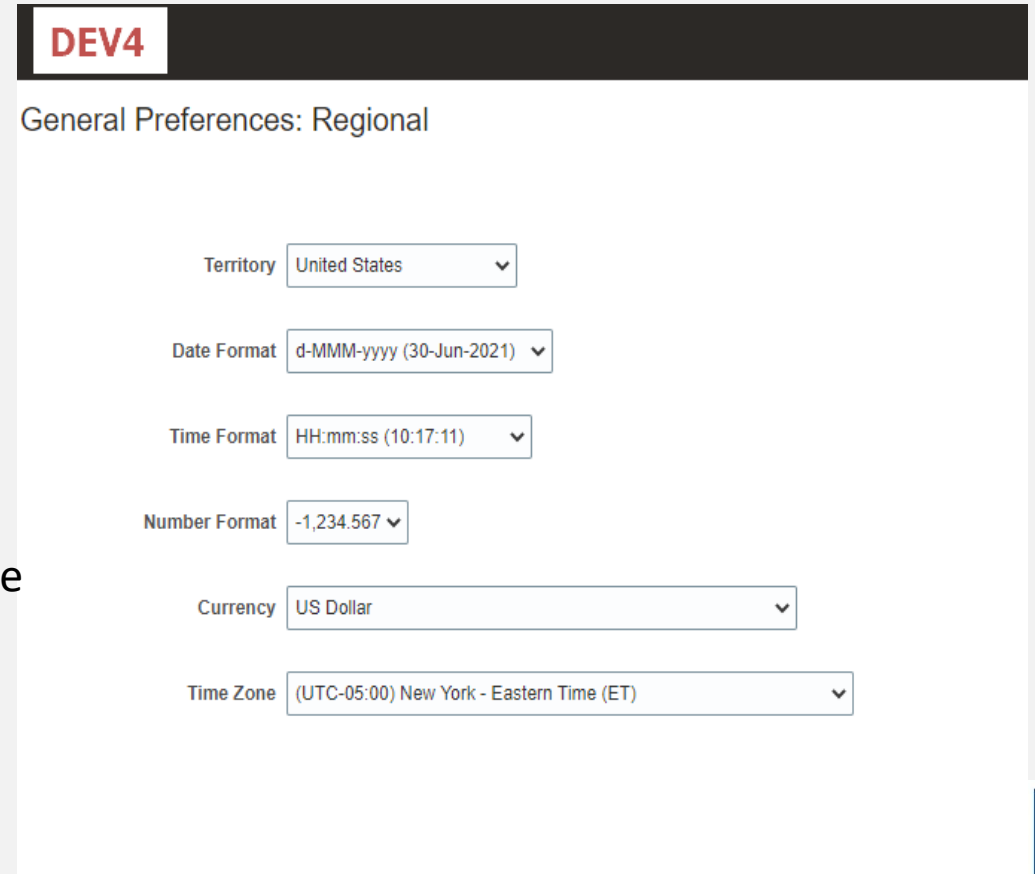 DEV4
General Preferences: Regional
Territory United States
Date Format d-MMM-yyyy (30-Jun-2021)
Time Format HH:mm:ss (10:17:11)
Number Format -1,234.567
e
Currency US Dollar
Time Zone (UTC-05:00) New York - Eastern Time (ET)